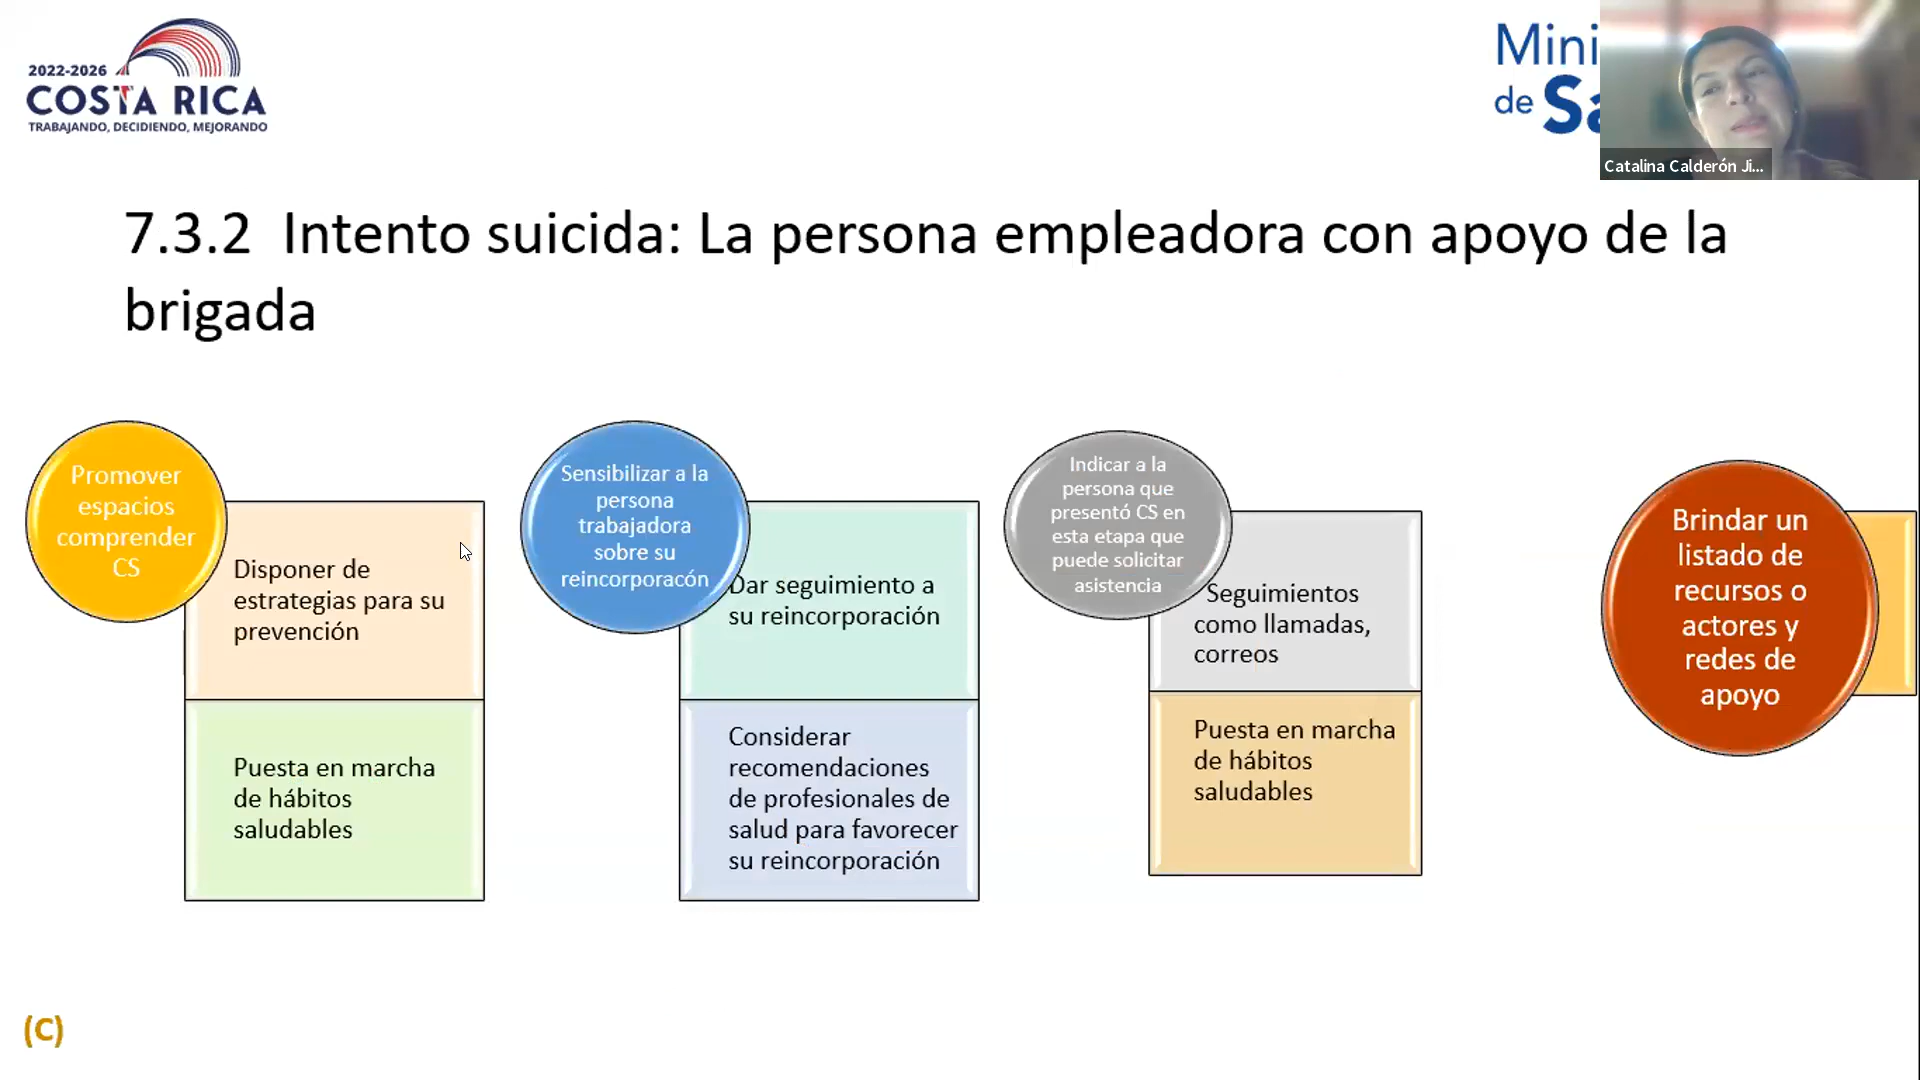 2022-2026
COSTA RICA
TRABAJANDO, DECIDIENDO, MEJORANDO
de
Catalina Calderón Ji...
7.3.2 Intento suicida: La persona empleadora con apoyo de la
brigada
Promover
espacios
comprender
CS
Disponer de
estrategias para su
prevención
Puesta en marcha
de hábitos
saludables
Sensibilizar a la
persona
trabajadora
sobre su
reincorporacón
Dar seguimiento a
su reincorporación
Considerar
recomendaciones
de profesionales de
salud para favorecer
su reincorporación
Indicar a la
persona que
presentó CS en
esta etapa que
puede solicitar
asistencia
Seguimientos
como llamadas,
correos
Puesta en marcha
de hábitos
saludables
Brindar un
listado de
recursos o
actores y
redes de
apoyo
(C)